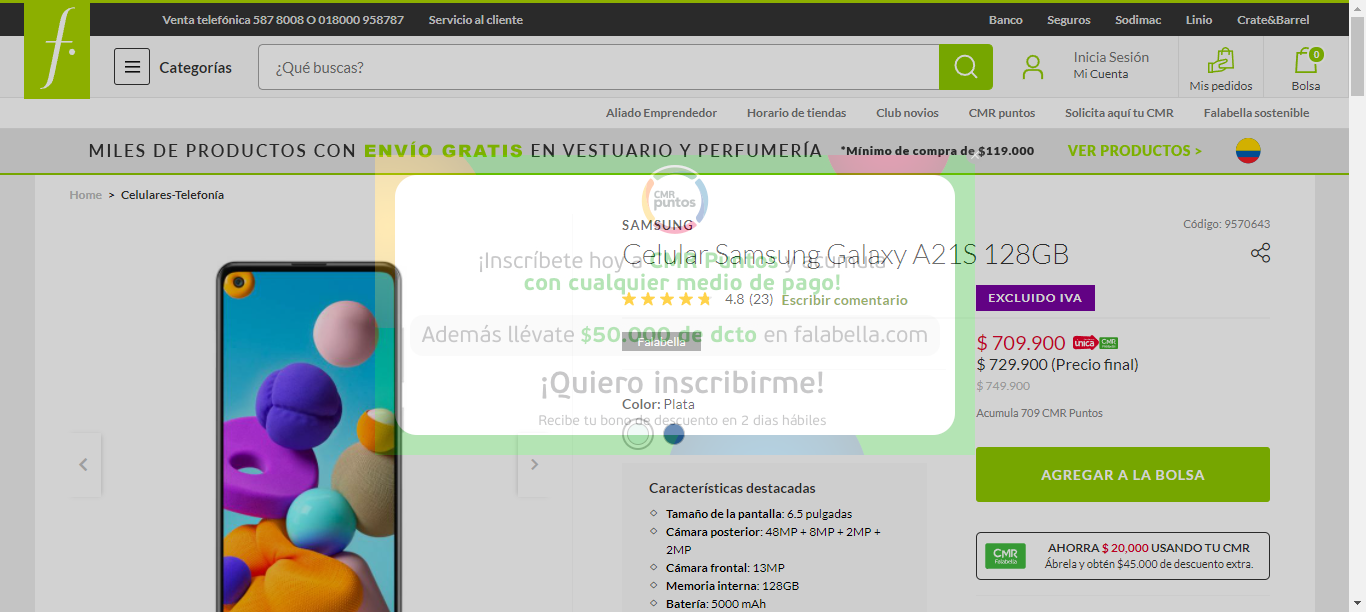 Venta telefónica 587 8008 O 018000 958787
Servicio al cliente
Banco
Seguros
Sodimac
Linio
Crate&Barrel
f.
Categorías
¿Qué buscas?
Inicia Sesión
Mi Cuenta
Mis pedidos
0
Bolsa
Aliado Emprendedor
Horario de tiendas
Club novios
CMR puntos
Solicita aquí tu CMR
Falabella sostenible
MILES DE PRODUCTOS CON ENVÍO GRATIS EN VESTUARIO Y PERFUMERÍA *Mínimo de compra de $119.000 VER PRODUCTOS >
Home > Celulares-Telefonía
CMR
puntos
¡Inscríbete hoy a CMR Puntos y acumula
con cualquier medio de pago!
Además llévate $50.000 de dcto en falabella.com
¡Quiero inscribirme!
Recibe tu bono de descuento en 2 dias hábiles
Código: 9570643
SAMSUNG
Celular Samsung Galaxy A21S 128GB
4.8 (23) Escribir comentario
Falabella
Color: Plata
Características destacadas
Tamaño de la pantalla: 6.5 pulgadas
Cámara posterior: 48MP + 8MP + 2MP +
2MP
Cámara frontal: 13MP
Memoria interna: 128GB
Batería: 5000 mAh
EXCLUIDO IVA
$ 709.900 única CMR
$ 729.900 (Precio final)
$ 749.900
Acumula 709 CMR Puntos
AGREGAR A LA BOLSA
CMR
Falabella
AHORRA $ 20,000 USANDO TU CMR
Ábrela y obtén $45.000 de descuento extra.